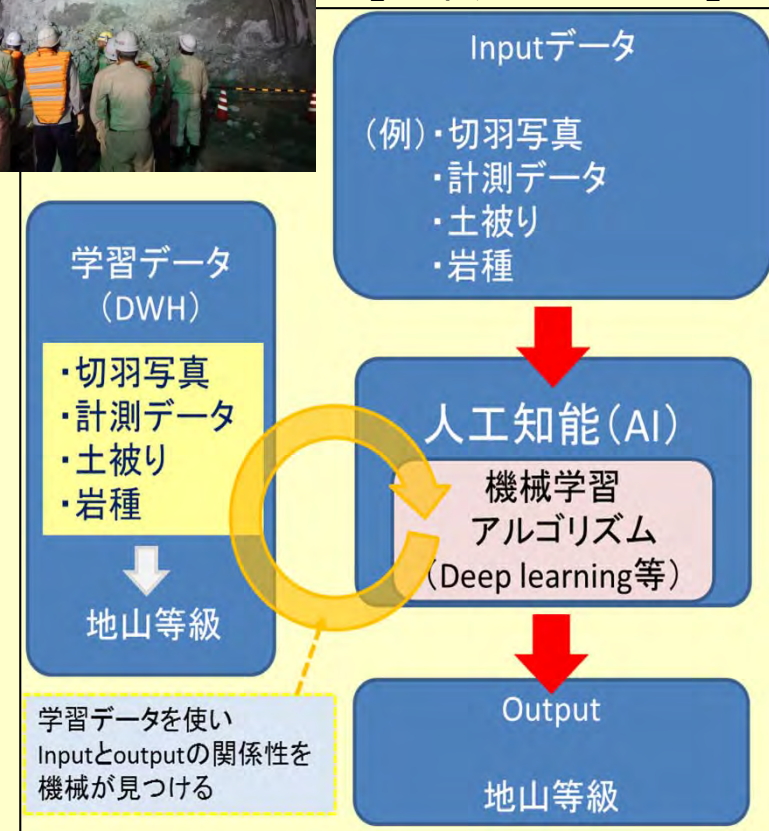 Inputデータ
（例）・切羽写真
・計測データ
・土被り
・岩種
学習データ
（DWH）
・切羽写真
・計測データ
・土被り
・岩種
地山等級
人工知能（AI）
機械学習
アルゴリズム
（Deep learning等）
学習データを使い
Inputとoutputの関係性を
機械が見つける
Output
地山等級